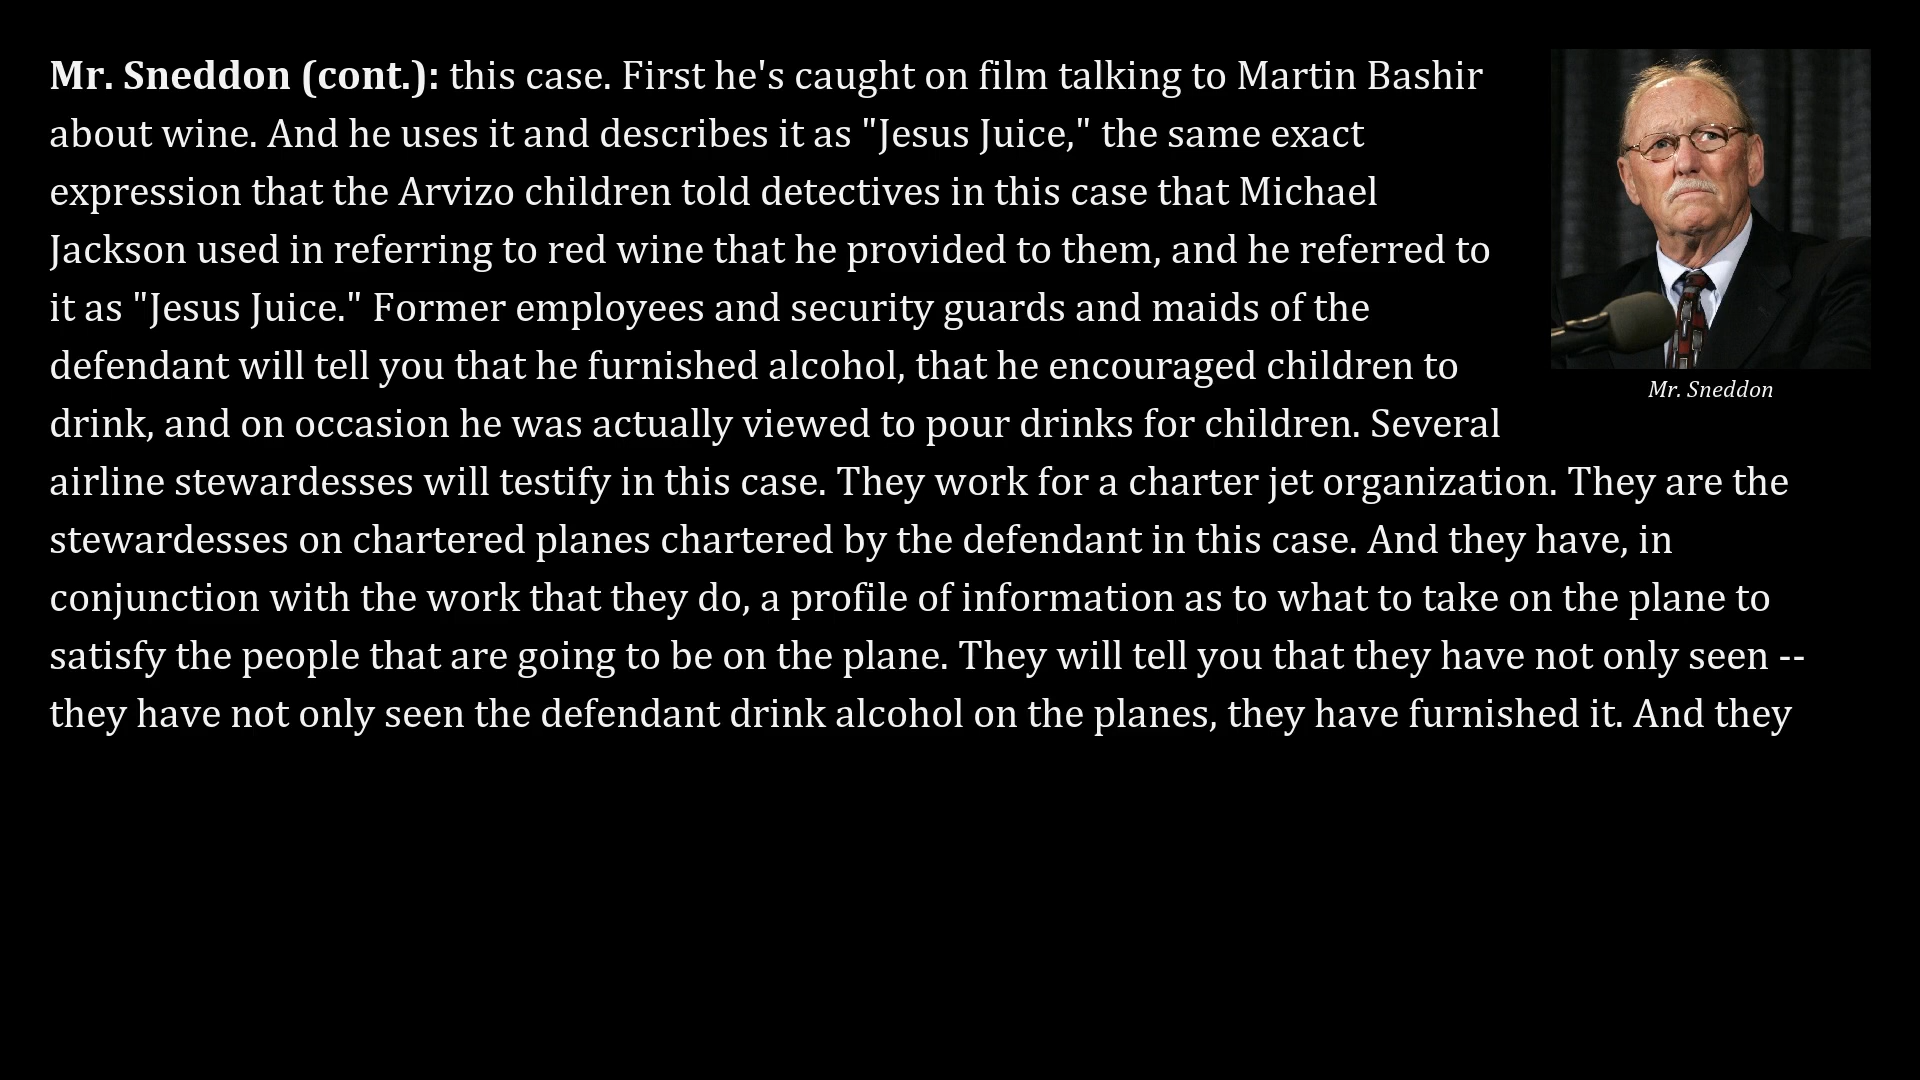 Mr. Sneddon (cont.): this case. First he's caught on film talking to Martin Bashir
about wine. And he uses it and describes it as "Jesus Juice," the same exact
expression that the Arvizo children told detectives in this case that Michael
Jackson used in referring to red wine that he provided to them, and he referred to
it as "Jesus Juice." Former employees and security guards and maids of the
defendant will tell you that he furnished alcohol, that he encouraged children to
drink, and on occasion he was actually viewed to pour drinks for children. Several
airline stewardesses will testify in this case. They work for a charter jet organization. They are the
stewardesses on chartered planes chartered by the defendant in this case. And they have, in
conjunction with the work that they do, a profile of information as to what to take on the plane to
satisfy the people that are going to be on the plane. They will tell you that they have not only seen --
they have not only seen the defendant drink alcohol on the planes, they have furnished it. And they
Mr. Sneddon